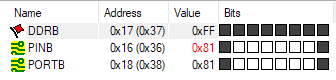 Name Address Value Bits
DDRB 0x17 (0x37) 0xFF
PINB 0x16 (0x36) 0x81
PORTB 0x18 (0x38) 0x81